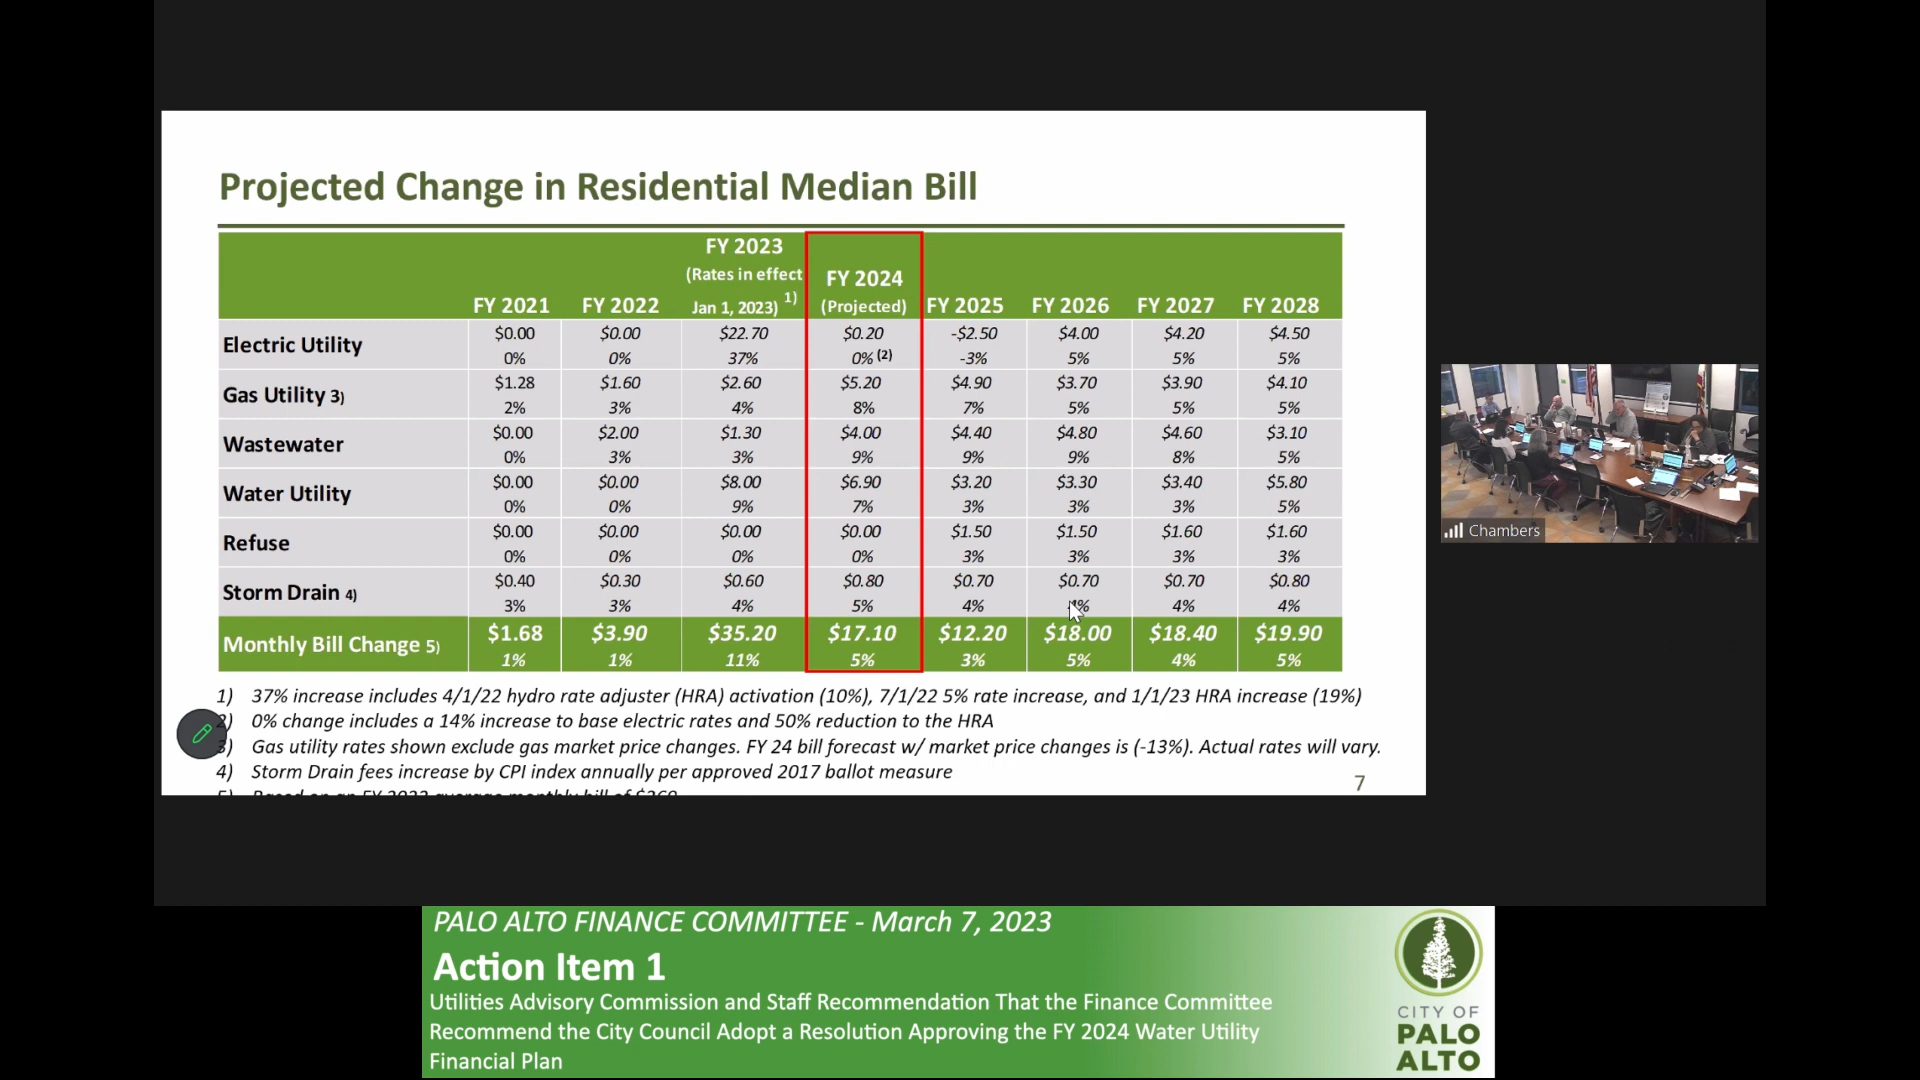 Projected Change in Residential Median Bill
FY 2021 FY 2022 FY 2023 (Rates in effect Jan 1, 2023) 1) FY 2024 (Projected) FY 2025 FY 2026 FY 2027 FY 2028
Electric Utility
$0.00 $0.00 $22.70 $0.20 -$2.50 $4.00 $4.20 $4.50
0% 0% 37% 0% (2) -3% 5% 5% 5%
Gas Utility 3)
$1.28 $1.60 $2.60 $5.20 $4.90 $3.70 $3.90 $4.10
2% 3% 4% 8% 7% 5% 5% 5%
Wastewater
$0.00 $2.00 $1.30 $4.00 $4.40 $4.80 $4.60 $3.10
0% 3% 3% 9% 9% 9% 8% 5%
Water Utility
$0.00 $0.00 $8.00 $6.90 $3.20 $3.30 $3.40 $5.80
0% 0% 9% 7% 3% 3% 3% 5%
Refuse
$0.00 $0.00 $0.00 $0.00 $1.50 $1.50 $1.60 $1.60
0% 0% 0% 0% 3% 3% 3% 3%
Storm Drain 4)
$0.40 $0.30 $0.60 $0.80 $0.70 $0.70 $0.70 $0.80
3% 3% 4% 5% 4% 4% 4%
Monthly Bill Change 5)
$1.68 $3.90 $35.20 $17.10 $12.20 $18.00 $18.40 $19.90
1% 1% 11% 5% 3% 5% 4% 5%
1) 37% increase includes 4/1/22 hydro rate adjuster (HRA) activation (10%), 7/1/22 5% rate increase, and 1/1/23 HRA increase (19%)
2) 0% change includes a 14% increase to base electric rates and 50% reduction to the HRA
3) Gas utility rates shown exclude gas market price changes. FY 24 bill forecast w/ market price changes is (-13%). Actual rates will vary.
4) Storm Drain fees increase by CPI index annually per approved 2017 ballot measure
7
Chambers
PALO ALTO FINANCE COMMITTEE - March 7, 2023
Action Item 1
Utilities Advisory Commission and Staff Recommendation That the Finance Committee
Recommend the City Council Adopt a Resolution Approving the FY 2024 Water Utility
Financial Plan
CITY OF
PALO
ALTO